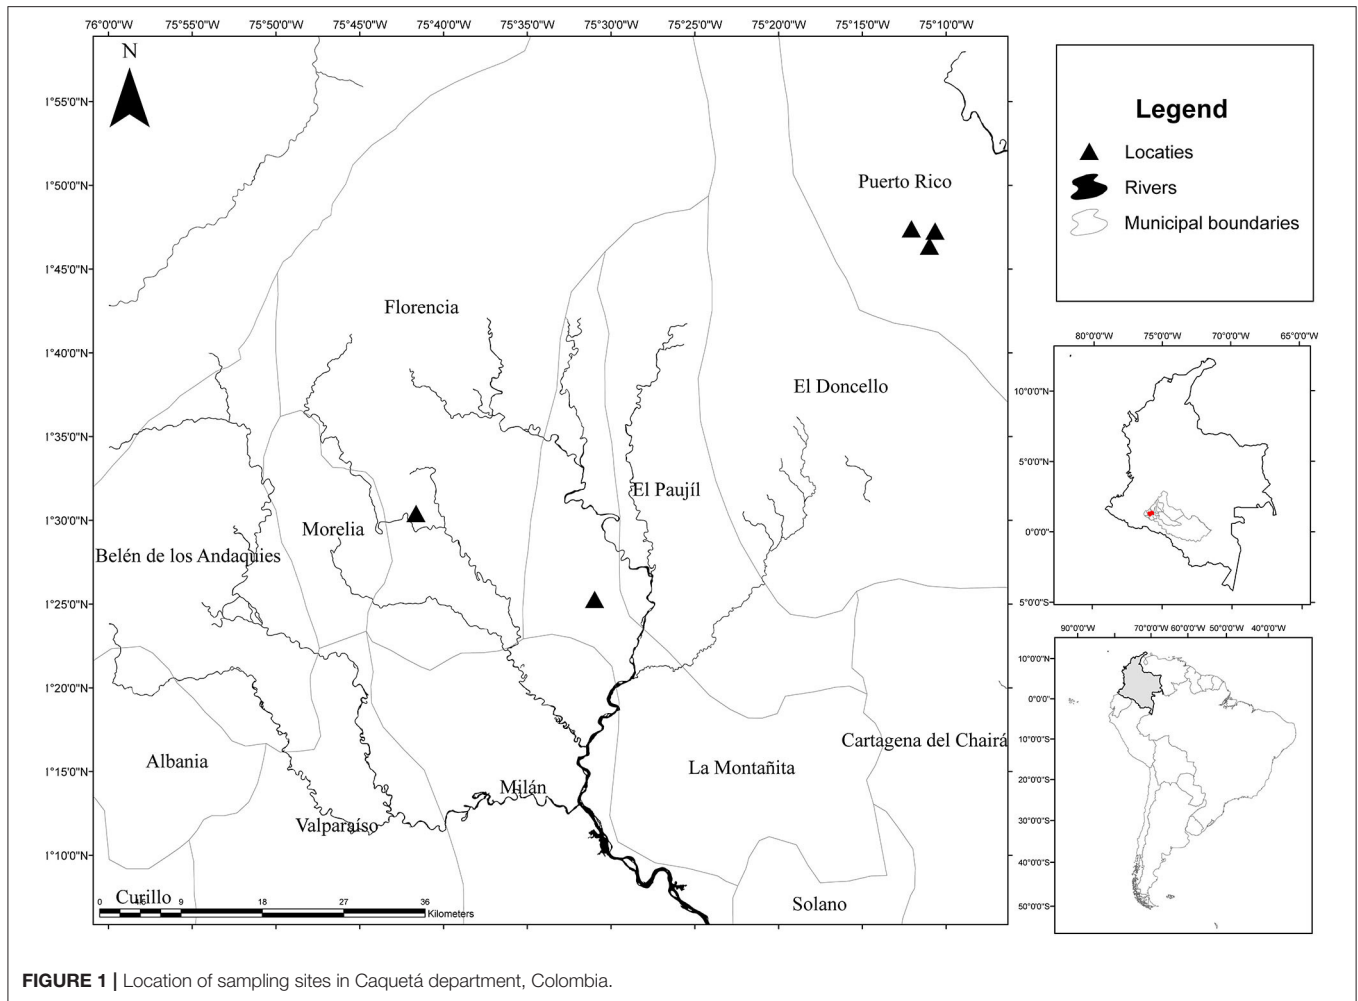 76°0'0"W 75°55'0"W 75°50'0"W 75°45'0"W 75°40'0"W 75°35'0"W 75°30'0"W 75°25'0"W 75°20'0"W 75°15'0"W 75°10'0"W
N
1°55'0"N
1°50'0"N
1°45'0"N
1°40'0"N
1°35'0"N
1°30'0"N
1°25'0"N
1°20'0"N
1°15'0"N
1°10'0"N
Puerto Rico
Florencia
El Doncello
El Paujíl
Morelia
Belén de los Andaquies
Cartagena del Chairá
Albania
La Montañita
Milán
Valparaíso
Curillo
Solano
0 9 18 27 36
Kilometers
Legend
Locaties
Rivers
Municipal boundaries
80°0'0"W 75°0'0"W 70°0'0"W 65°0'0"W
10°0'0"N
5°0'0"N
0°0'0"N
5°0'0"S
90°0'0"W 70°0'0"W 60°0'0"W 50°0'0"W 40°0'0"W
10°0'0"N
0°0'0"
10°0'0"S
20°0'0"S
30°0'0"S
40°0'0"S
50°0'0"S
FIGURE 1 | Location of sampling sites in Caquetá department, Colombia.